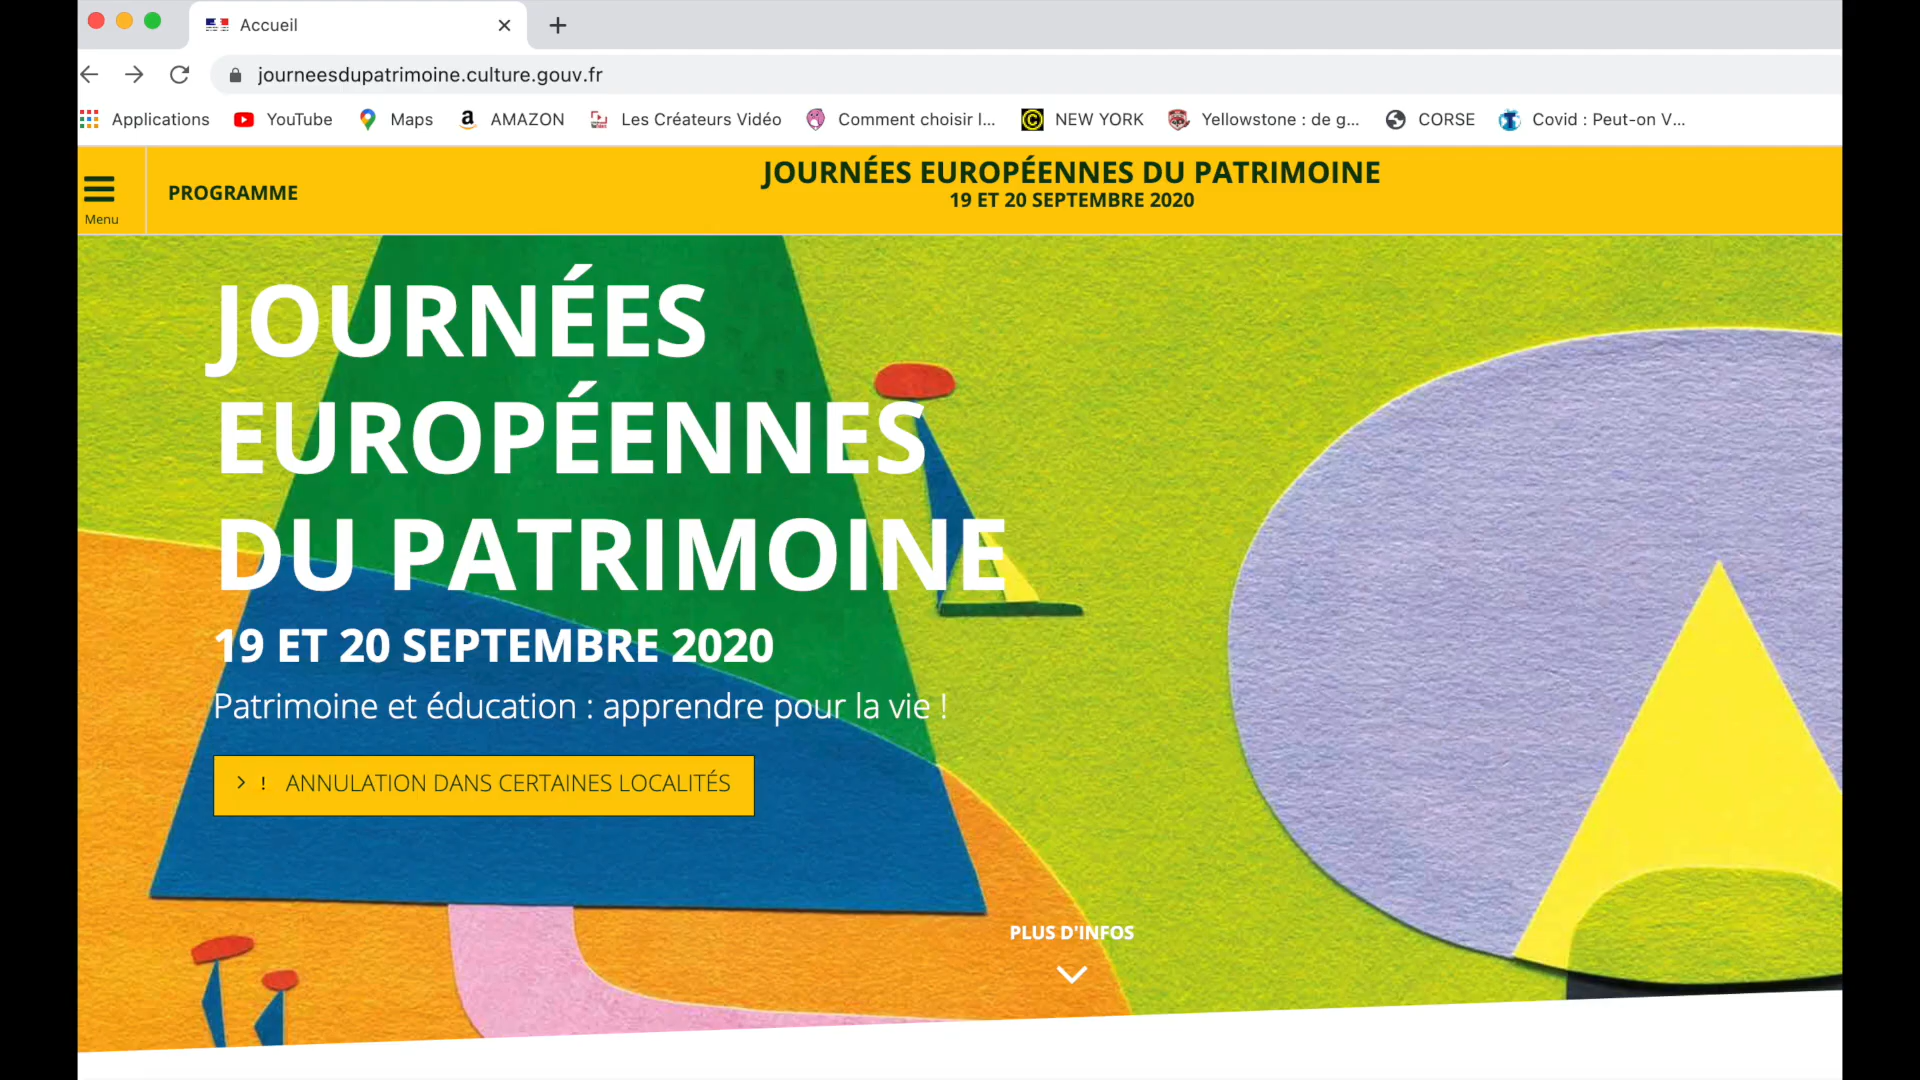 Accueil
journeesdupatrimoine.culture.gouv.fr
Applications YouTube Maps AMAZON Les Créateurs Vidéo Comment choisir l... NEW YORK Yellowstone : de g... CORSE Covid : Peut-on V...
Menu
PROGRAMME
JOURNÉES EUROPÉENNES DU PATRIMOINE
19 ET 20 SEPTEMBRE 2020
JOURNÉES
EUROPÉENNES
DU PATRIMOINE
19 ET 20 SEPTEMBRE 2020
Patrimoine et éducation : apprendre pour la vie !
! ANNULATION DANS CERTAINES LOCALITÉS
PLUS D'INFOS